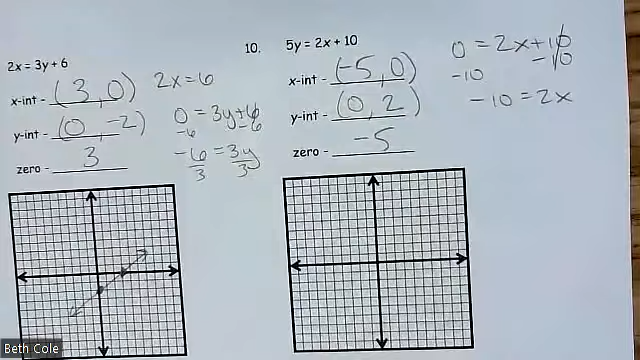 2x = 3y + 6
x-int - (3, 0)
2x = 6
y-int - (0, -2)
0 = 3y + 6
-6 -6
zero - 3
-6 = 3y
3 3
10. 5y = 2x + 10
x-int - (-5, 0)
y-int - (0, 2)
zero - -5
0 = 2x + 10
-10 -10
-10 = 2x
Beth Cole